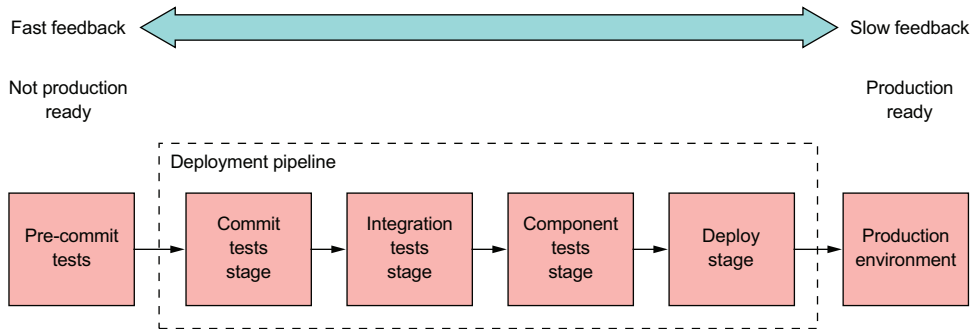 Fast feedback
Slow feedback
Not production
ready
Production
ready
Deployment pipeline
Pre-commit
tests
Commit
tests
stage
Integration
tests
stage
Component
tests
stage
Deploy
stage
Production
environment